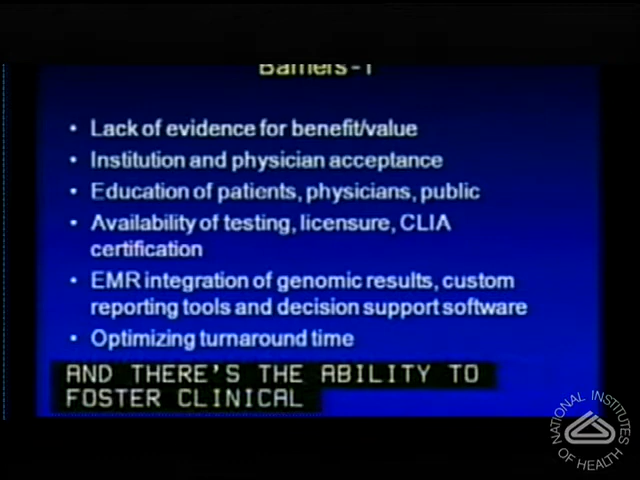 Barriers-1
• Lack of evidence for benefit/value
• Institution and physician acceptance
• Education of patients, physicians, public
• Availability of testing, licensure, CLIA
certification
• EMR integration of genomic results, custom
reporting tools and decision support software
• Optimizing turnaround time
AND THERE'S THE ABILITY TO
FOSTER CLINICAL
NATIONAL INSTITUTES
OF HEALTH